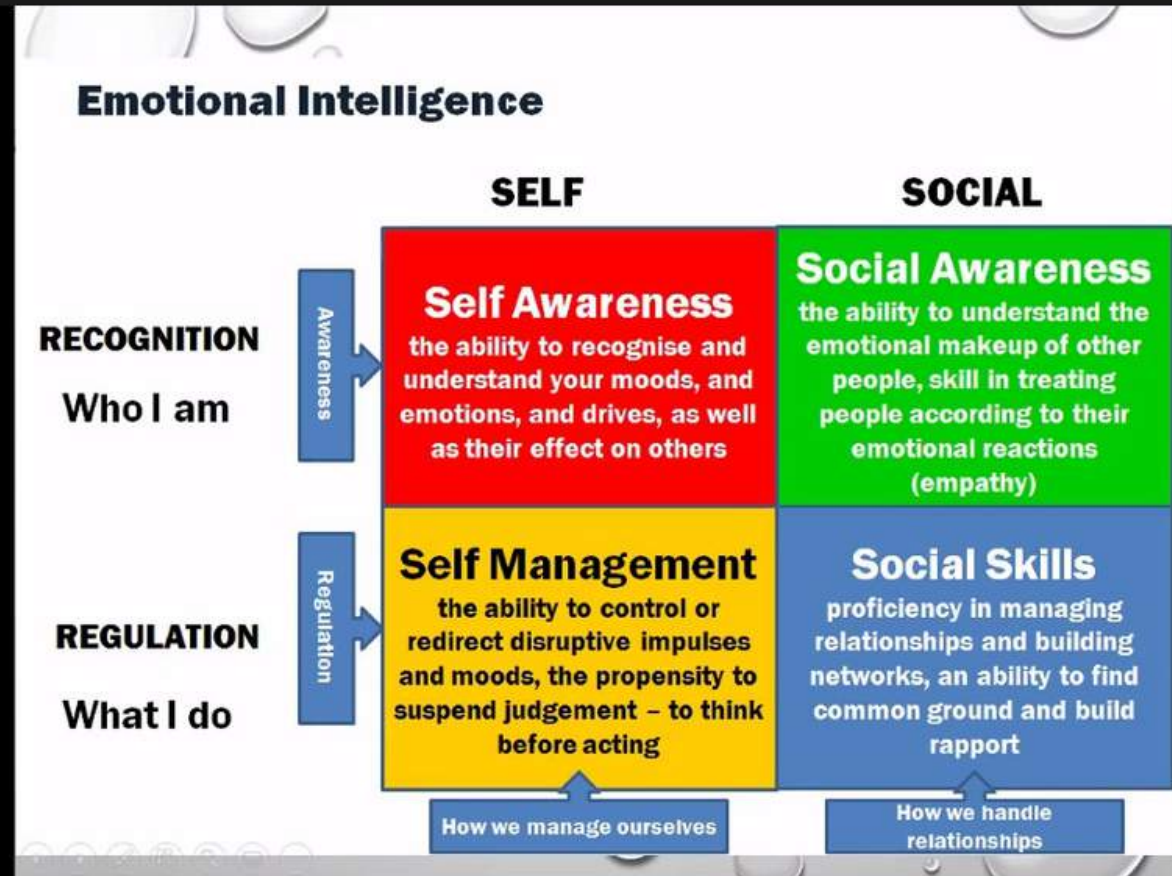 Emotional Intelligence
SELF
SOCIAL
RECOGNITION
Who I am
Awareness
Self Awareness
the ability to recognise and
understand your moods, and
emotions, and drives, as well
as their effect on others
Social Awareness
the ability to understand the
emotional makeup of other
people, skill in treating
people according to their
emotional reactions
(empathy)
REGULATION
What I do
Regulation
Self Management
the ability to control or
redirect disruptive impulses
and moods, the propensity to
suspend judgement – to think
before acting
Social Skills
proficiency in managing
relationships and building
networks, an ability to find
common ground and build
rapport
How we manage ourselves
How we handle
relationships